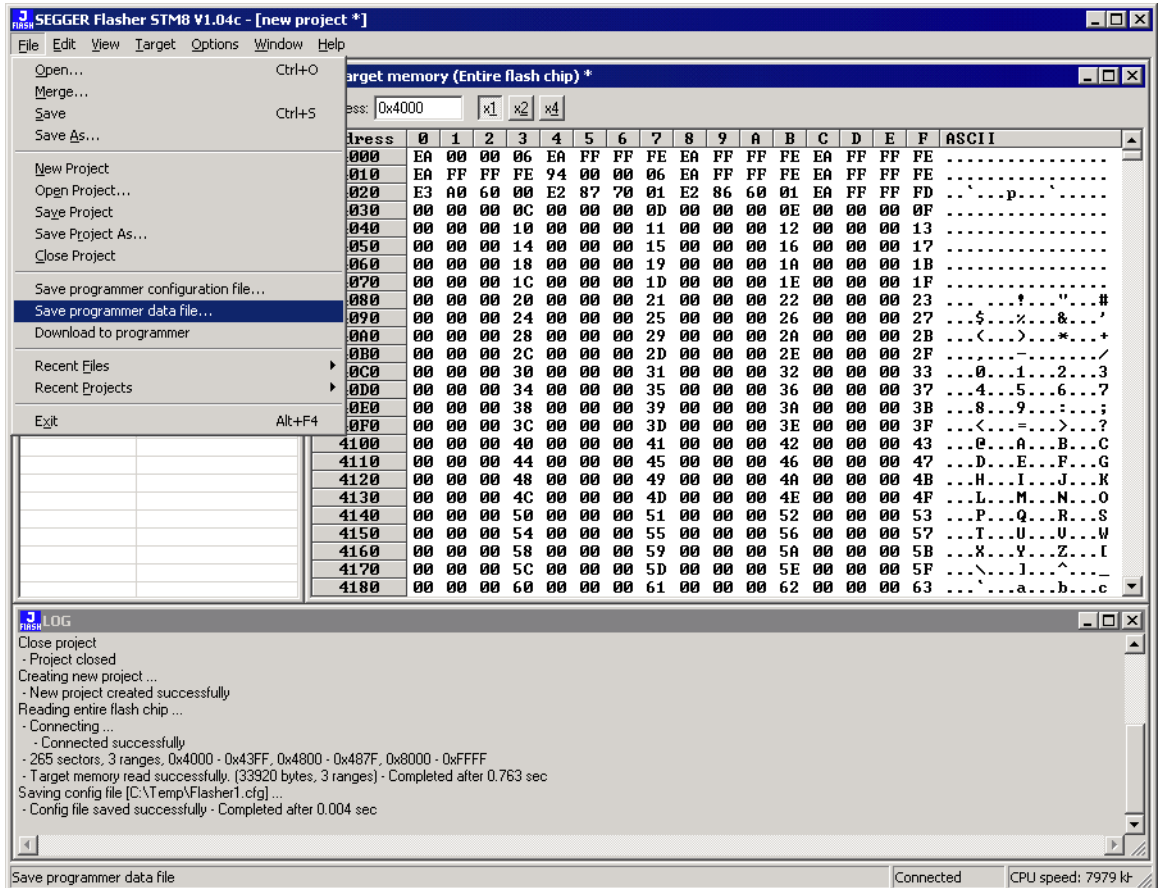 SEGGER Flasher STM8 V1.04c - [new project *]
File Edit View Target Options Window Help
Open... Ctrl+O
Merge...
Save Ctrl+S
Save As...
New Project
Open Project...
Save Project
Save Project As...
Close Project
Save programmer configuration file...
Save programmer data file...
Download to programmer
Recent Files
Recent Projects
Exit Alt+F4
arget memory (Entire flash chip) *
ess: 0x4000 x1 x2 x4
dress 0 1 2 3 4 5 6 7 8 9 A B C D E F ASCII
000 EA 00 00 06 EA FF FF FE EA FF FF FE EA FF FF FE ................
010 EA FF FF FE 94 00 00 06 EA FF FF FE EA FF FF FE ................
020 E3 A0 60 00 E2 87 70 01 E2 86 60 01 EA FF FF FD ..`...p...`.....
030 00 00 00 0C 00 00 00 0D 00 00 00 0E 00 00 00 0F ................
040 00 00 00 10 00 00 00 11 00 00 00 12 00 00 00 13 ................
050 00 00 00 14 00 00 00 15 00 00 00 16 00 00 00 17 ................
060 00 00 00 18 00 00 00 19 00 00 00 1A 00 00 00 1B ................
070 00 00 00 1C 00 00 00 1D 00 00 00 1E 00 00 00 1F ................
080 00 00 00 20 00 00 00 21 00 00 00 22 00 00 00 23 ... ...!..."...#
090 00 00 00 24 00 00 00 25 00 00 00 26 00 00 00 27 ...$...%...&...'
0A0 00 00 00 28 00 00 00 29 00 00 00 2A 00 00 00 2B ...(...)...*...+
0B0 00 00 00 2C 00 00 00 2D 00 00 00 2E 00 00 00 2F ...,...-......./
0C0 00 00 00 30 00 00 00 31 00 00 00 32 00 00 00 33 ...0...1...2...3
0D0 00 00 00 34 00 00 00 35 00 00 00 36 00 00 00 37 ...4...5...6...7
0E0 00 00 00 38 00 00 00 39 00 00 00 3A 00 00 00 3B ...8...9...:...;
0F0 00 00 00 3C 00 00 00 3D 00 00 00 3E 00 00 00 3F ...<...=...>...?
4100 00 00 00 40 00 00 00 41 00 00 00 42 00 00 00 43 ...@...A...B...C
4110 00 00 00 44 00 00 00 45 00 00 00 46 00 00 00 47 ...D...E...F...G
4120 00 00 00 48 00 00 00 49 00 00 00 4A 00 00 00 4B ...H...I...J...K
4130 00 00 00 4C 00 00 00 4D 00 00 00 4E 00 00 00 4F ...L...M...N...O
4140 00 00 00 50 00 00 00 51 00 00 00 52 00 00 00 53 ...P...Q...R...S
4150 00 00 00 54 00 00 00 55 00 00 00 56 00 00 00 57 ...T...U...V...W
4160 00 00 00 58 00 00 00 59 00 00 00 5A 00 00 00 5B ...X...Y...Z...[
4170 00 00 00 5C 00 00 00 5D 00 00 00 5E 00 00 00 5F ...\...]...^..._
4180 00 00 00 60 00 00 00 61 00 00 00 62 00 00 00 63 ...`...a...b...c
LOG
Close project
- Project closed
Creating new project ...
- New project created successfully
Reading entire flash chip ...
- Connecting ...
- Connected successfully
- 265 sectors, 3 ranges, 0x4000 - 0x43FF, 0x4800 - 0x487F, 0x8000 - 0xFFFF
- Target memory read successfully. (33920 bytes, 3 ranges) - Completed after 0.763 sec
Saving config file [C:\Temp\Flasher1.cfg] ...
- Config file saved successfully - Completed after 0.004 sec
Save programmer data file Connected CPU speed: 7979 kH